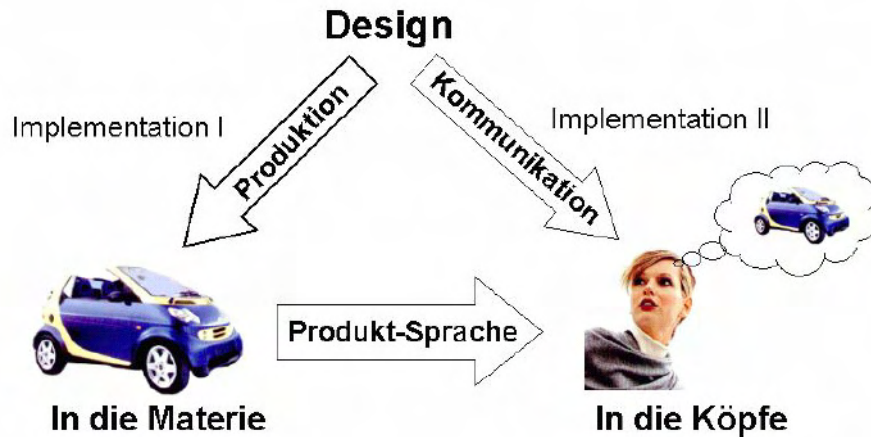 Design
Implementation I
Produktion
Kommunikation
Implementation II
Produkt-Sprache
In die Materie
In die Köpfe